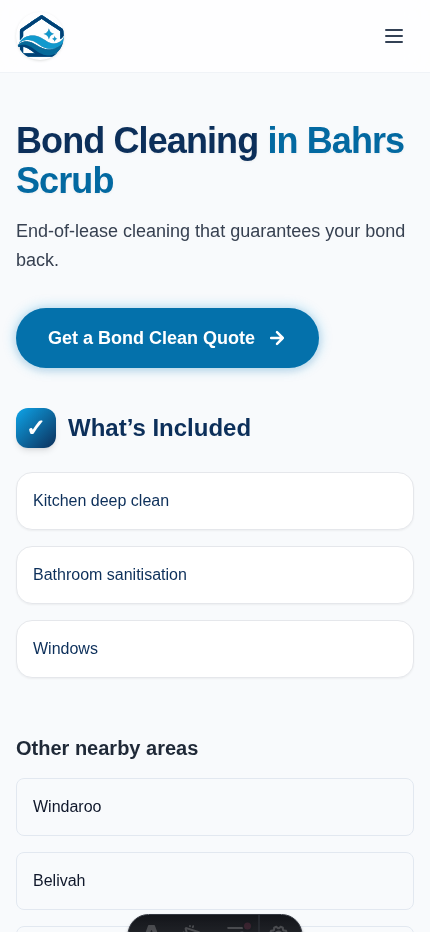 Bond Cleaning in Bahrs
Scrub
End-of-lease cleaning that guarantees your bond
back.
Get a Bond Clean Quote →
✓ What’s Included
Kitchen deep clean
Bathroom sanitisation
Windows
Other nearby areas
Windaroo
Belivah